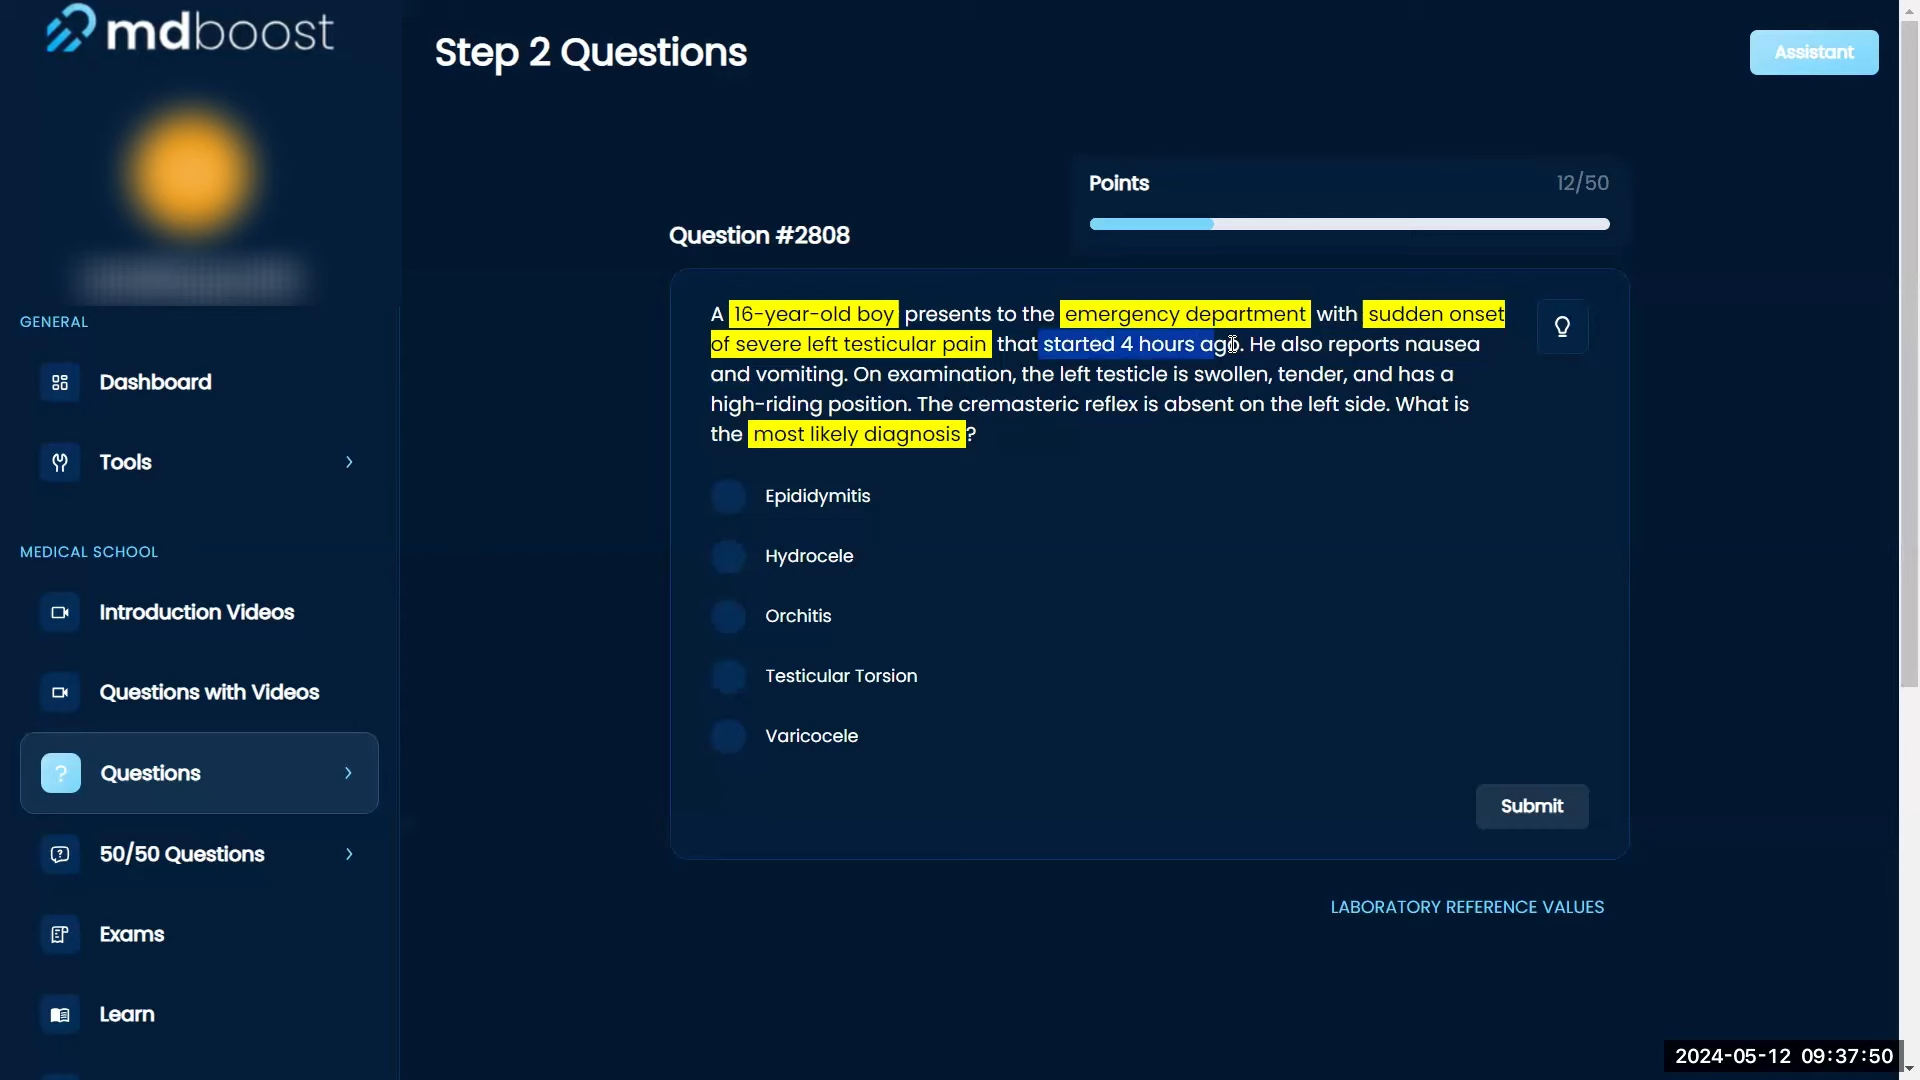 mdboost
Step 2 Questions
Assistant
Points
12/50
Question #2808
A 16-year-old boy presents to the emergency department with sudden onset
of severe left testicular pain that started 4 hours ago. He also reports nausea
and vomiting. On examination, the left testicle is swollen, tender, and has a
high-riding position. The cremasteric reflex is absent on the left side. What is
the most likely diagnosis ?
Epididymitis
Hydrocele
Orchitis
Testicular Torsion
Varicocele
Submit
LABORATORY REFERENCE VALUES
GENERAL
Dashboard
Tools
MEDICAL SCHOOL
Introduction Videos
Questions with Videos
? Questions
50/50 Questions
Exams
Learn
2024-05-12 09:37:50